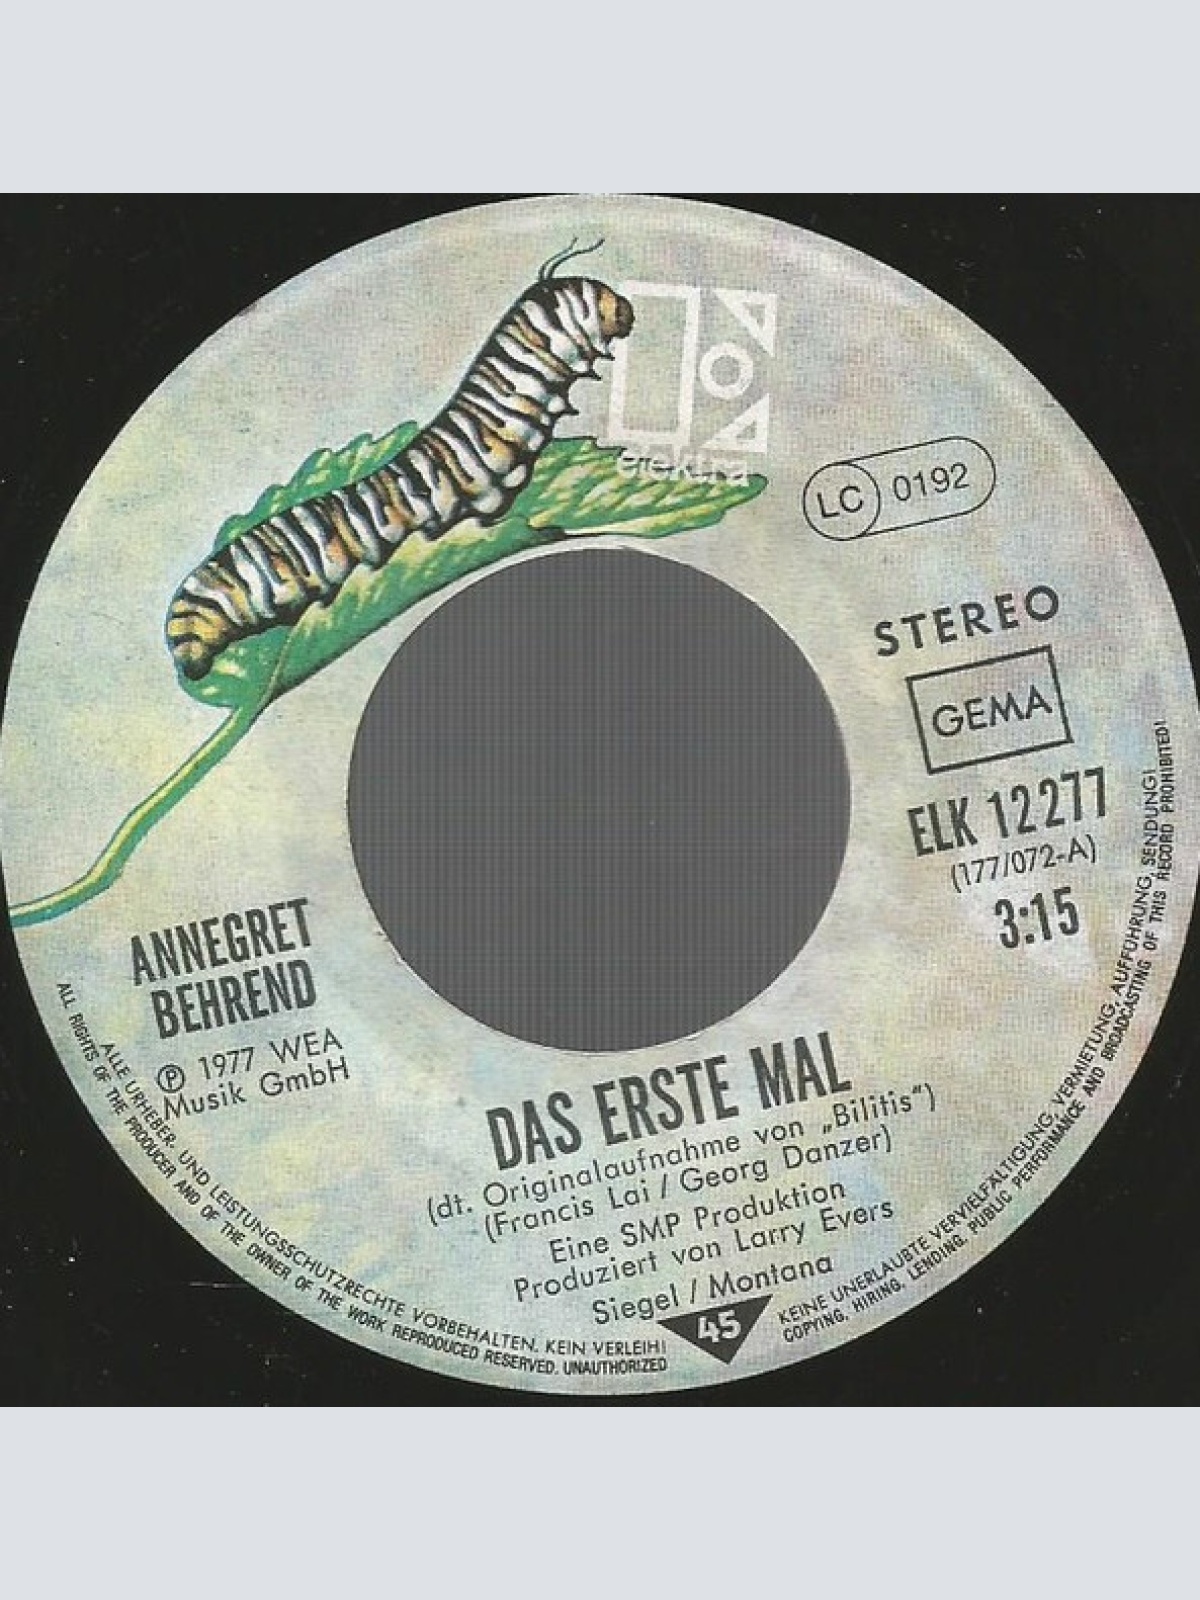 elektra
LC 0192
STEREO
GEMA
ELK 12 277
(177/072-A)
3:15
ANNEGRET
BEHREND
Ⓟ 1977 WEA
Musik GmbH
DAS ERSTE MAL
(dt. Originalaufnahme von „Bilitis")
(Francis Lai / Georg Danzer)
Eine SMP Produktion
Produziert von Larry Evers
Siegel / Montana
45
ALLE URHEBER- UND LEISTUNGSSCHUTZRECHTE VORBEHALTEN. KEIN VERLEIH!
KEINE UNERLAUBTE VERVIELFÄLTIGUNG, VERMIETUNG, AUFFÜHRUNG, SENDUNG!
ALL RIGHTS OF THE PRODUCER AND OF THE OWNER OF THE WORK REPRODUCED RESERVED. UNAUTHORIZED
COPYING, HIRING, LENDING, PUBLIC PERFORMANCE AND BROADCASTING OF THIS RECORD PROHIBITED!